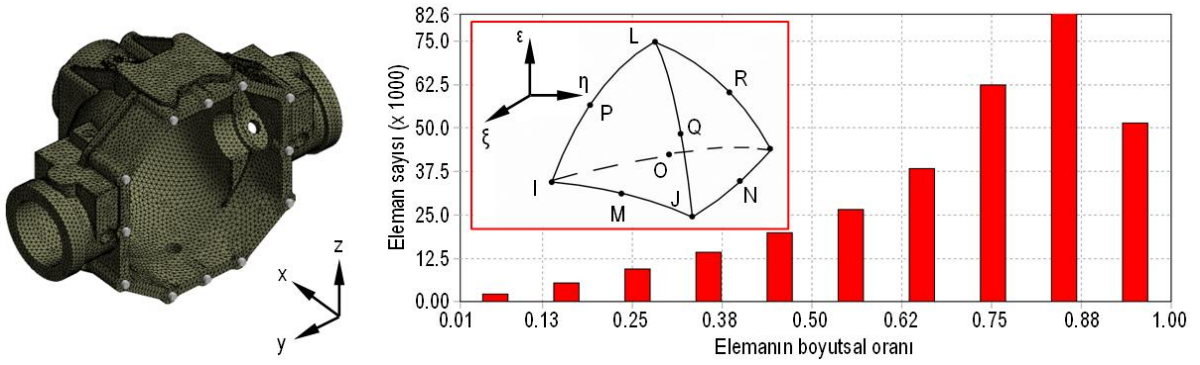 z
x
y
Eleman sayısı (x 1000)
82.6
75.0
62.5
50.0
37.5
25.0
12.5
0.00
0.01 0.13 0.25 0.38 0.50 0.62 0.75 0.88 1.00
Elemanın boyutsal oranı
ε
η
ξ
L
R
P
Q
O
I
J
N
M